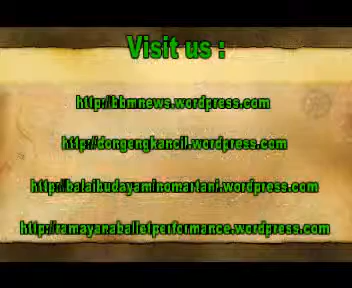 Visit us :
http://bbmnews.wordpress.com
http://dongengkancil.wordpress.com
http://balaibudayaminomartani.wordpress.com
http://ramayanaballetperformance.wordpress.com